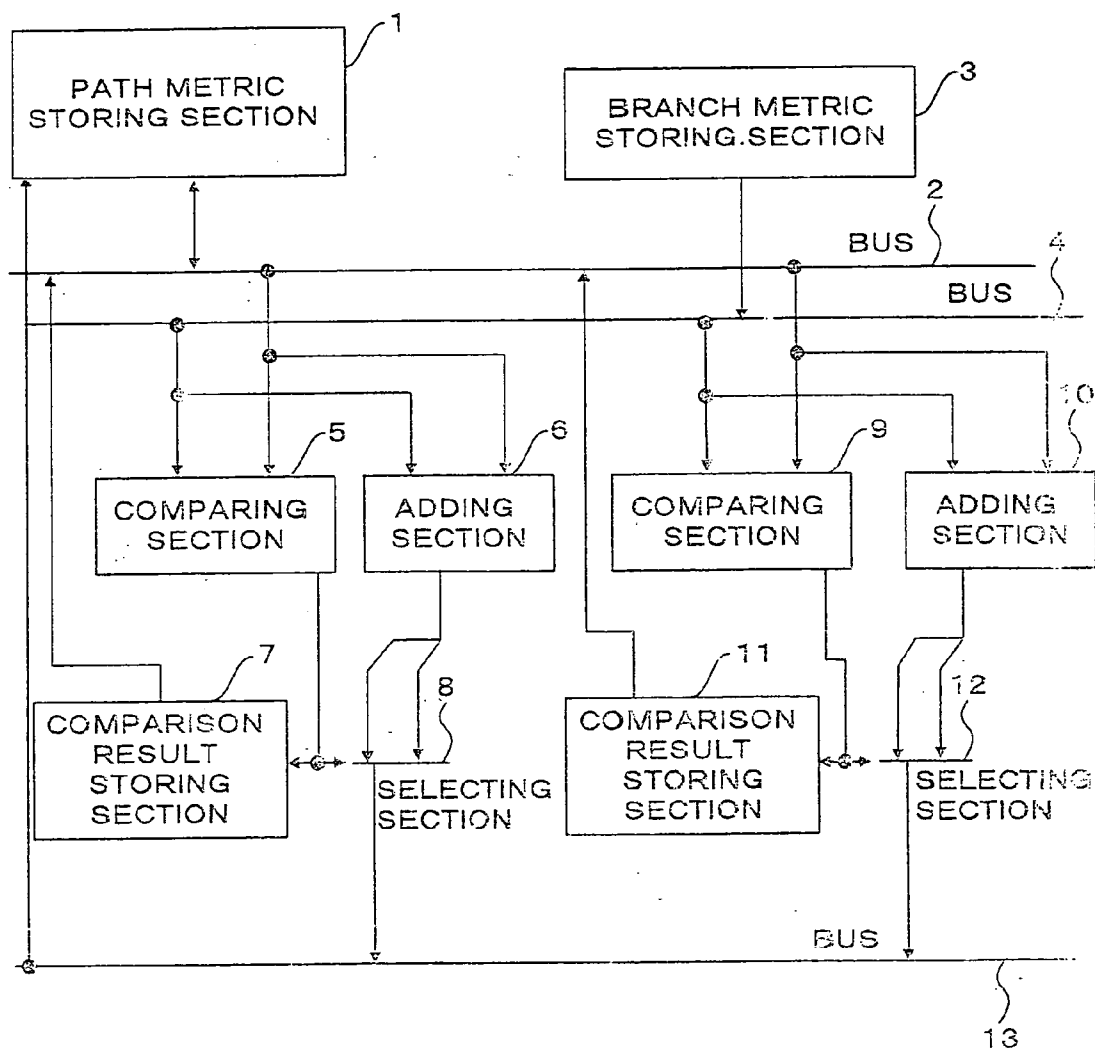 1
PATH METRIC
STORING SECTION
3
BRANCH METRIC
STORING.SECTION
2
BUS
4
BUS
5
COMPARING
SECTION
6
ADDING
SECTION
9
COMPARING
SECTION
10
ADDING
SECTION
7
COMPARISON
RESULT
STORING
SECTION
8
SELECTING
SECTION
11
COMPARISON
RESULT
STORING
SECTION
12
SELECTING
SECTION
BUS
13